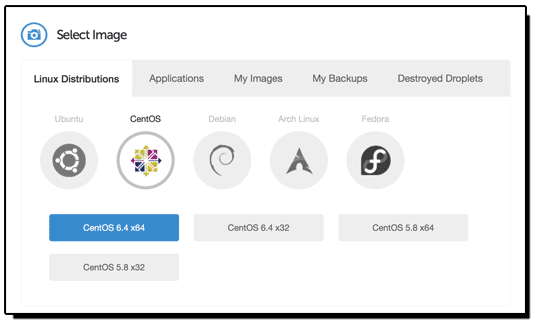 Select Image
Linux Distributions Applications My Images My Backups Destroyed Droplets
Ubuntu CentOS Debian Arch Linux Fedora
CentOS 6.4 x64 CentOS 6.4 x32 CentOS 5.8 x64
CentOS 5.8 x32